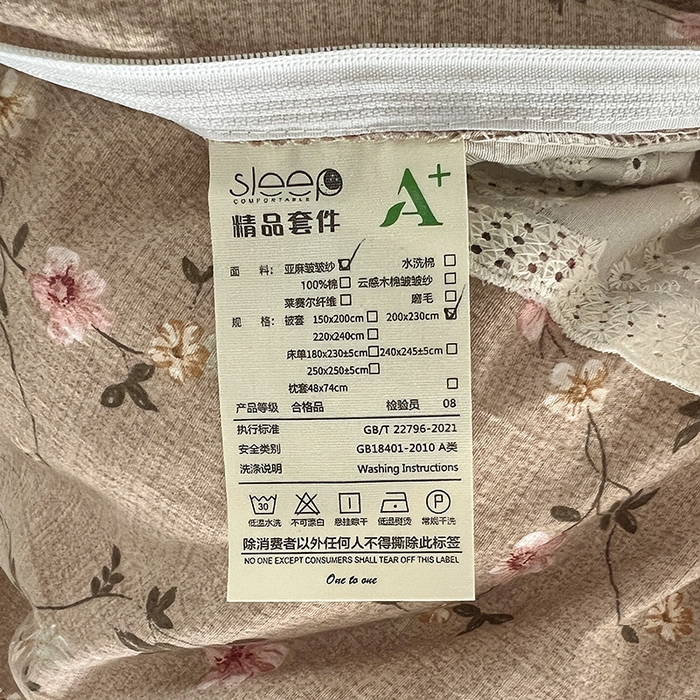 sleep
COMFORTABLE
A+
精品套件
面 料： 亚麻皱皱纱☑ 水洗棉□
100%棉□ 云感木棉皱皱纱□
莱赛尔纤维□ 磨毛□
规 格： 被套 150x200cm□ 200x230cm☑
220x240cm□
床单180x230±5cm□ 240x245±5cm□
250x250±5cm□
枕套48x74cm □
产品等级 合格品 检验员 08
执行标准 GB/T 22796-2021
安全类别 GB18401-2010 A类
洗涤说明 Washing Instructions
30 P
低温水洗 不可漂白 悬挂晾干 低温熨烫 常规干洗
除消费者以外任何人不得撕除此标签
NO ONE EXCEPT CONSUMERS SHALL TEAR OFF THIS LABEL
One to one